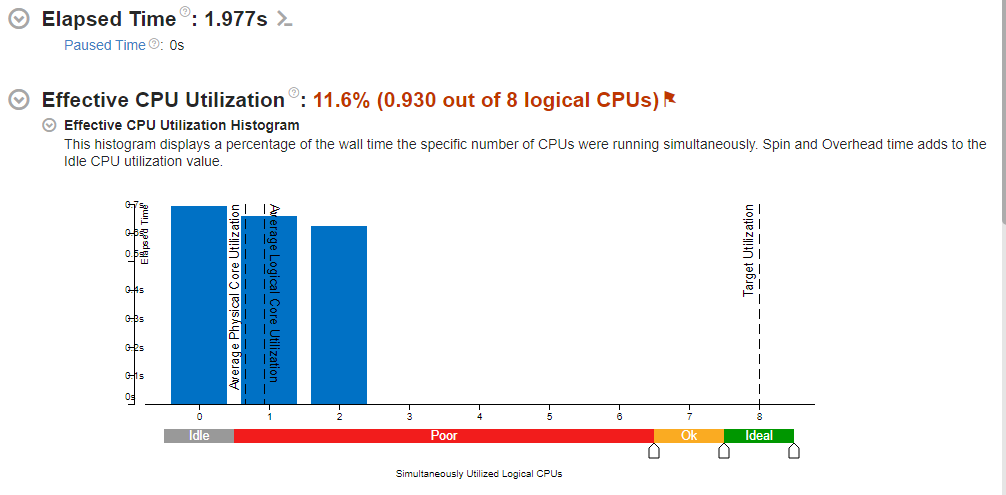 Elapsed Time ?: 1.977s
Paused Time ?: 0s
Effective CPU Utilization ?: 11.6% (0.930 out of 8 logical CPUs)
Effective CPU Utilization Histogram
This histogram displays a percentage of the wall time the specific number of CPUs were running simultaneously. Spin and Overhead time adds to the
Idle CPU utilization value.
0.7s
0.6s
0.5s
0.4s
0.3s
0.2s
0.1s
0s
Elapsed Time
Average Physical Core Utilization
Average Logical Core Utilization
Target Utilization
0 1 2 3 4 5 6 7 8
Idle Poor Ok Ideal
Simultaneously Utilized Logical CPUs